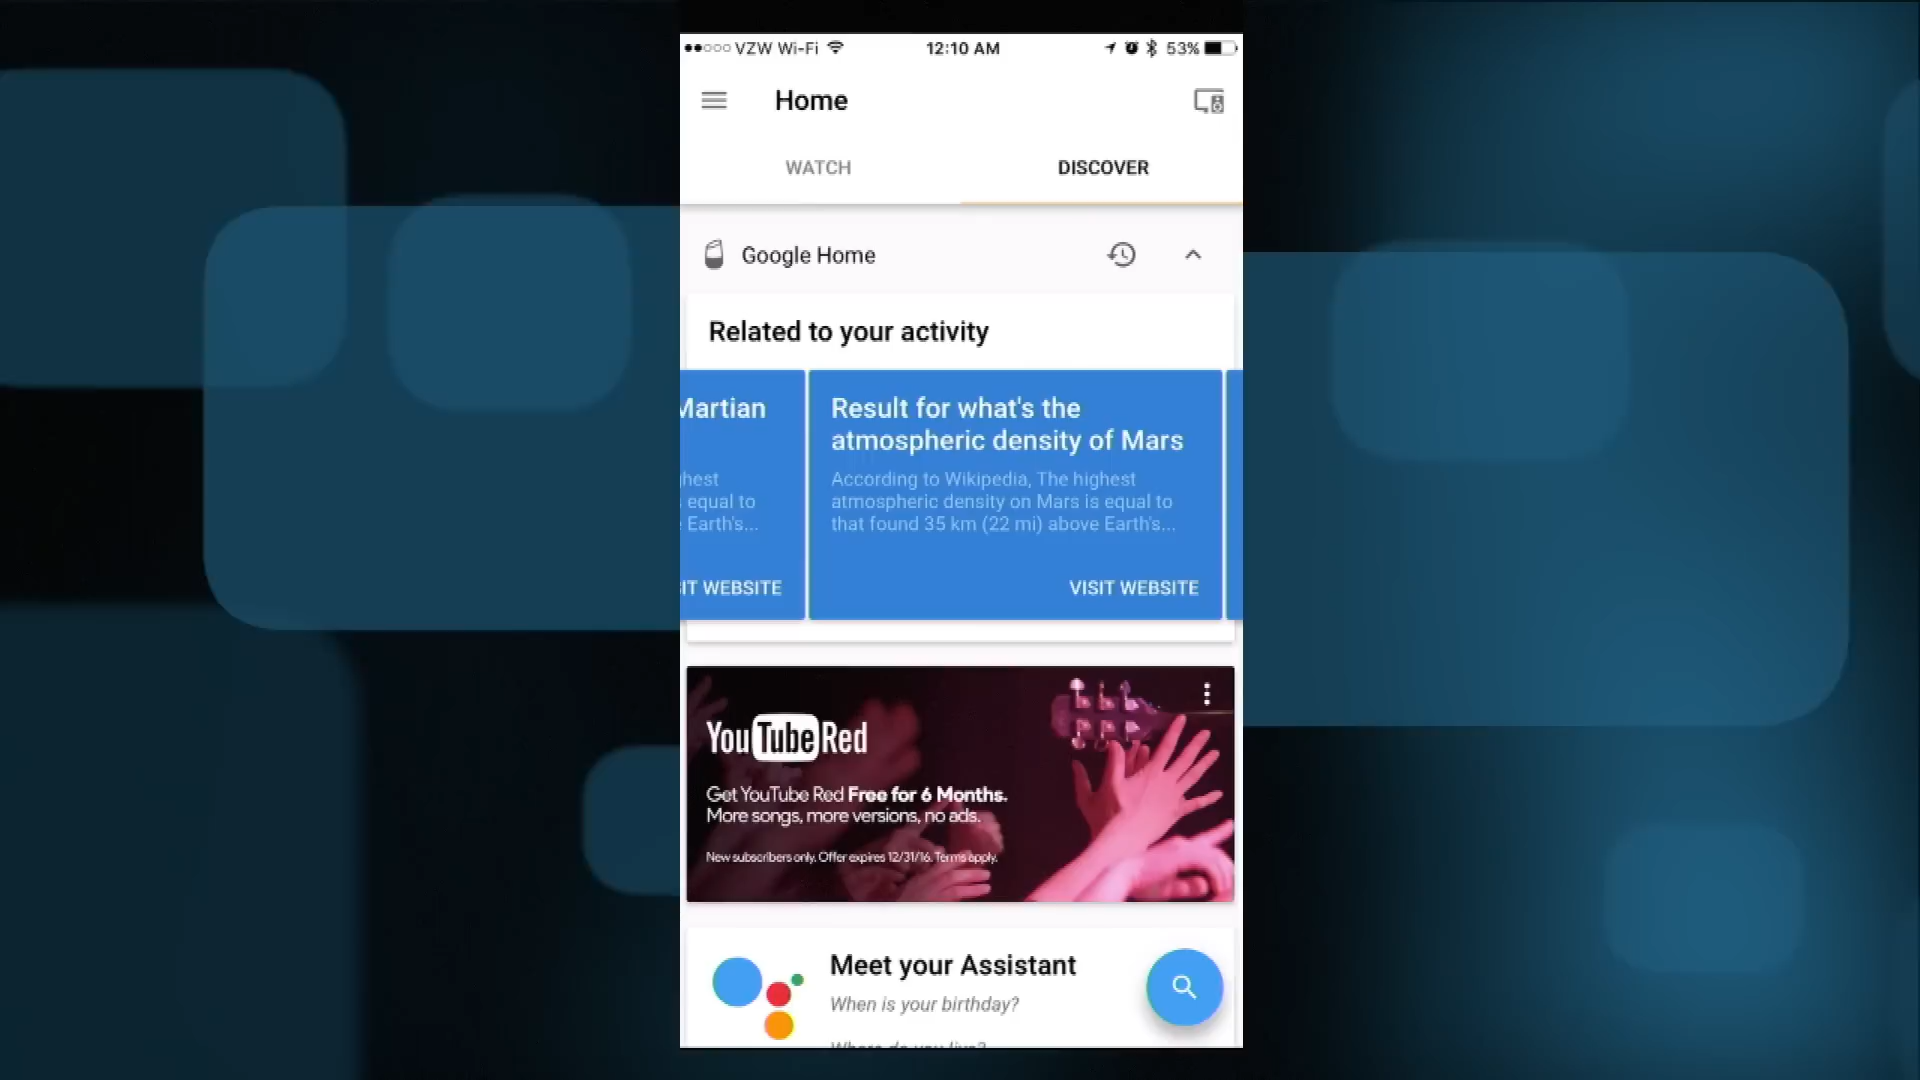 VZW Wi-Fi 12:10 AM 53%
Home
WATCH DISCOVER
Google Home
Related to your activity
Martian
Result for what's the
atmospheric density of Mars
According to Wikipedia, The highest
equal to
atmospheric density on Mars is equal to
Earth's...
that found 35 km (22 mi) above Earth's...
WEBSITE
VISIT WEBSITE
YouTube Red
Get YouTube Red Free for 6 Months.
More songs, more versions, no ads.
New subscribers only. Offer expires 12/31/16. Terms apply.
Meet your Assistant
When is your birthday?
Where do you live?